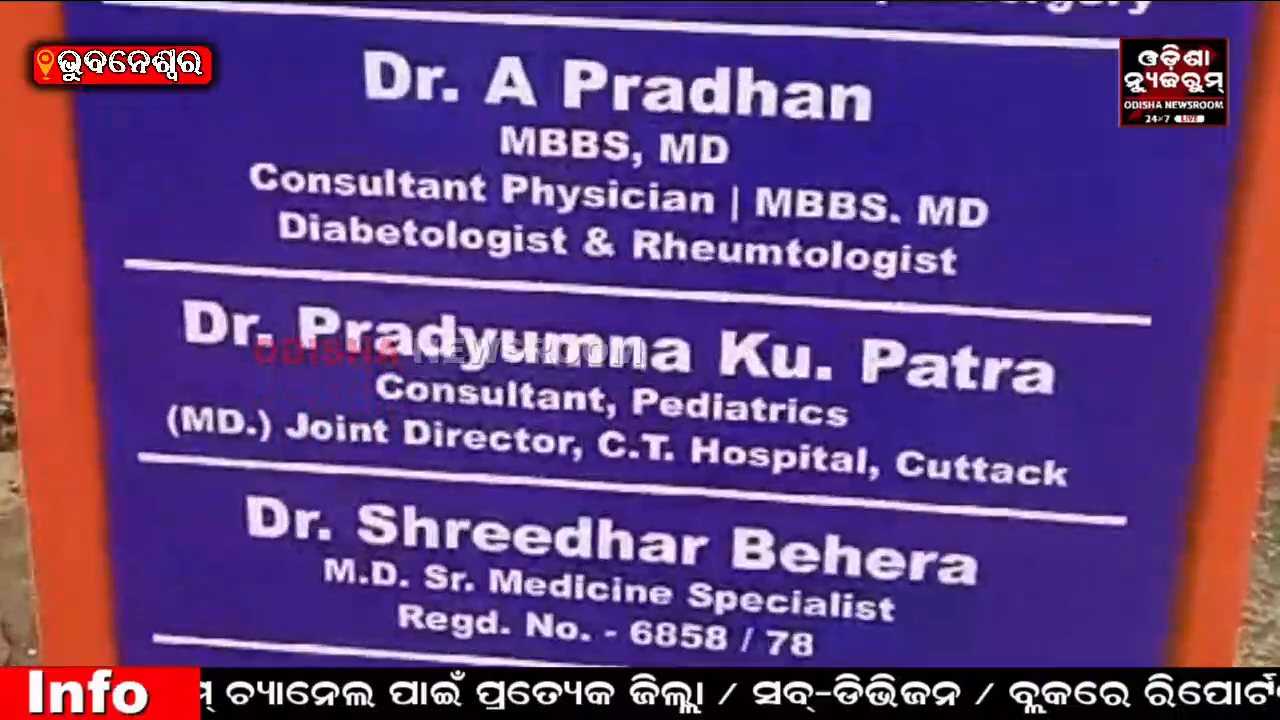 ଭୁବନେଶ୍ୱର
ଓଡ଼ିଶା
ନ୍ୟୁଜରୁମ୍
ODISHA NEWSROOM
24×7 LIVE
Dr. A Pradhan
MBBS, MD
Consultant Physician | MBBS. MD
Diabetologist & Rheumtologist
Dr. Pradyumna Ku. Patra
ODISHA NEWSROOM
Consultant, Pediatrics
(MD.) Joint Director, C.T. Hospital, Cuttack
Dr. Shreedhar Behera
M.D. Sr. Medicine Specialist
Regd. No. - 6858 / 78
Info
ମ୍ ଚ୍ୟାନେଲ ପାଇଁ ପ୍ରତ୍ୟେକ ଜିଲ୍ଲା / ସବ୍-ଡିଭିଜନ / ବ୍ଲକରେ ରିପୋର୍ଟ